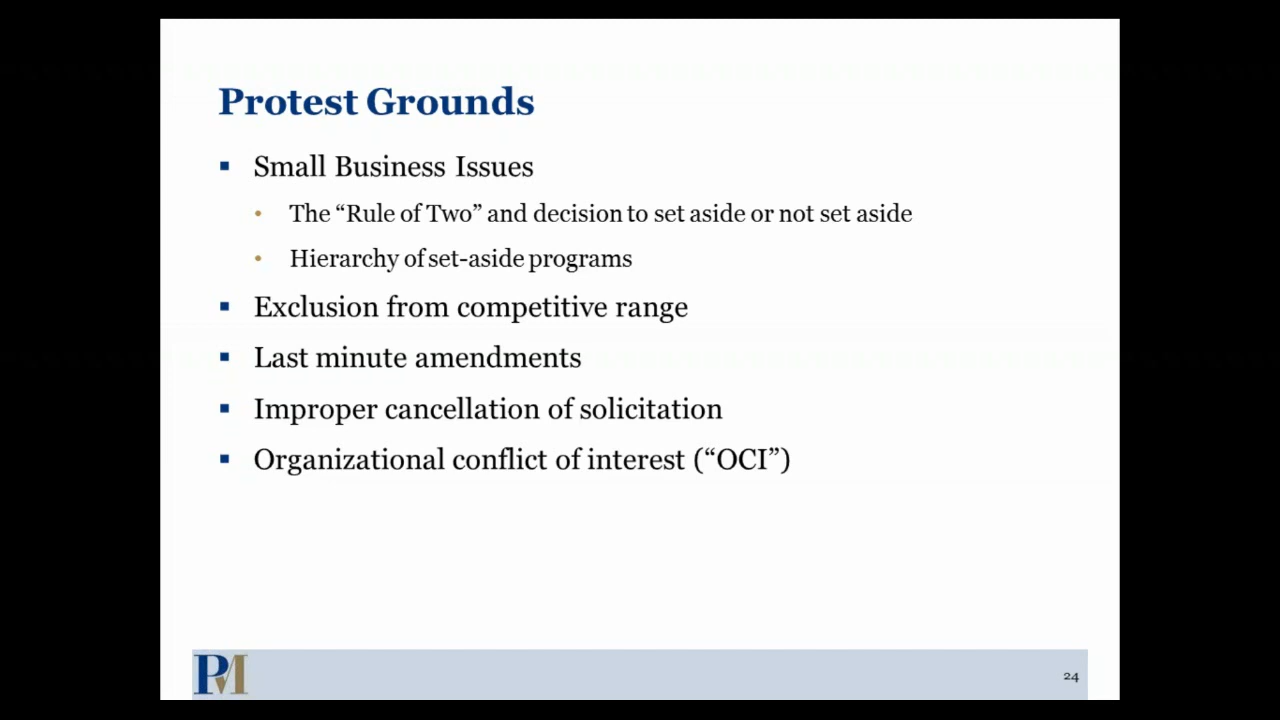 Protest Grounds
Small Business Issues
The “Rule of Two” and decision to set aside or not set aside
Hierarchy of set-aside programs
Exclusion from competitive range
Last minute amendments
Improper cancellation of solicitation
Organizational conflict of interest (“OCI”)
PM
24